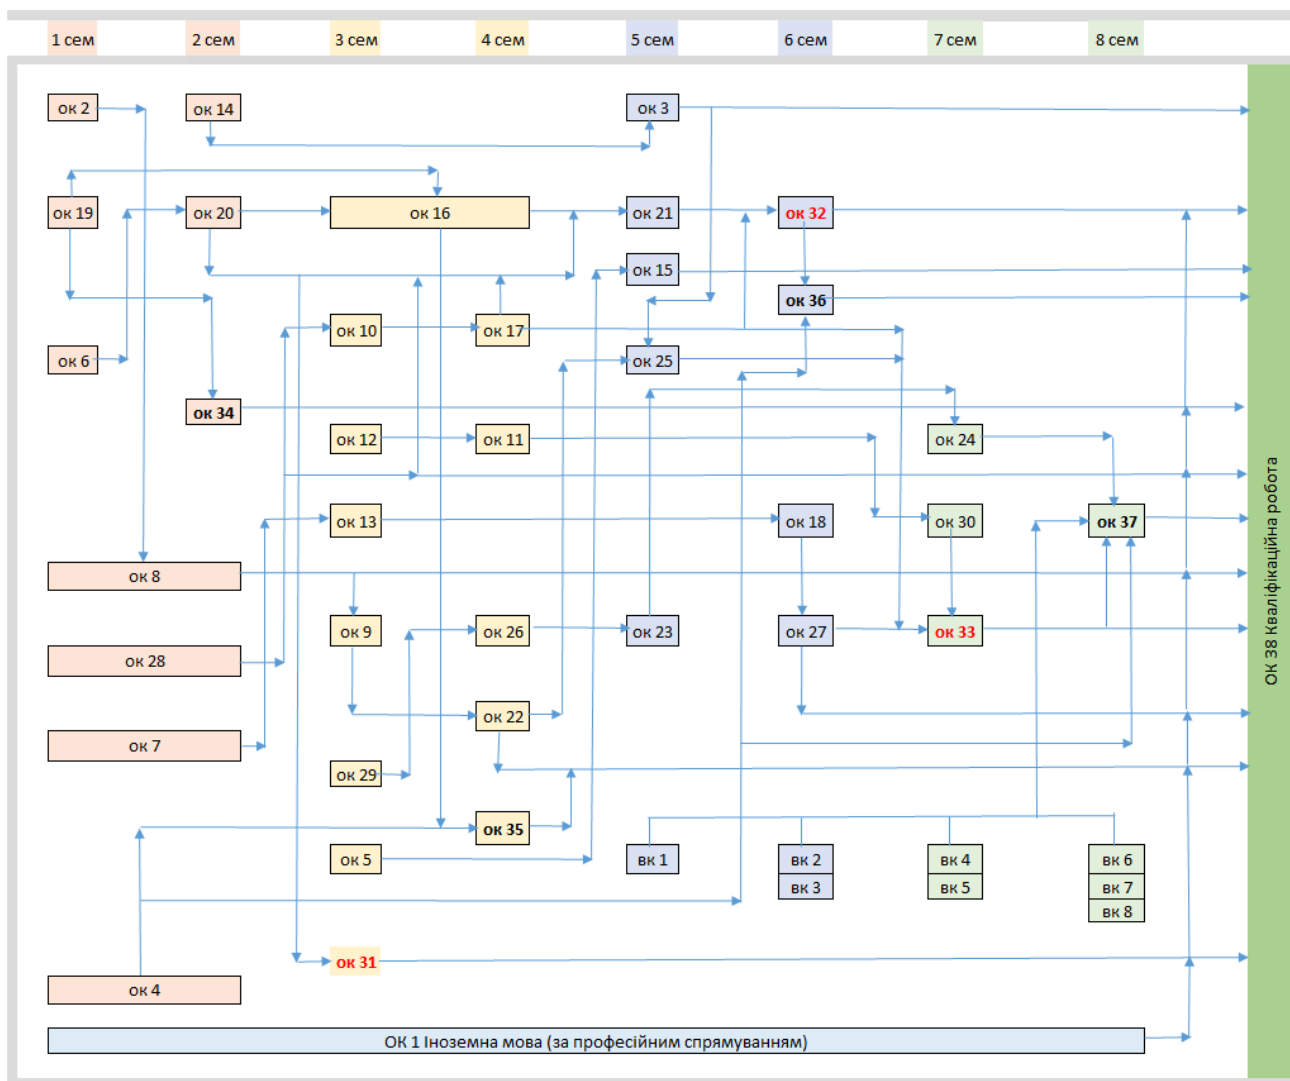 1 сем 2 сем 3 сем 4 сем 5 сем 6 сем 7 сем 8 сем
ок 2 ок 14 ок 3
ок 19 ок 20 ок 16 ок 21 ок 32
ок 15
ок 36
ок 10 ок 17
ок 6 ок 25
ок 34
ок 12 ок 11 ок 24
ок 13 ок 18 ок 30 ок 37
ок 8
ок 9 ок 26 ок 23 ок 27 ок 33
ок 28
ок 22
ок 7
ок 29
ок 35
ок 5 вк 1 вк 2 вк 4 вк 6
вк 3 вк 5 вк 7
вк 8
ок 31
ок 4
ОК 1 Іноземна мова (за професійним спрямуванням)
ОК 38 Кваліфікаційна робота